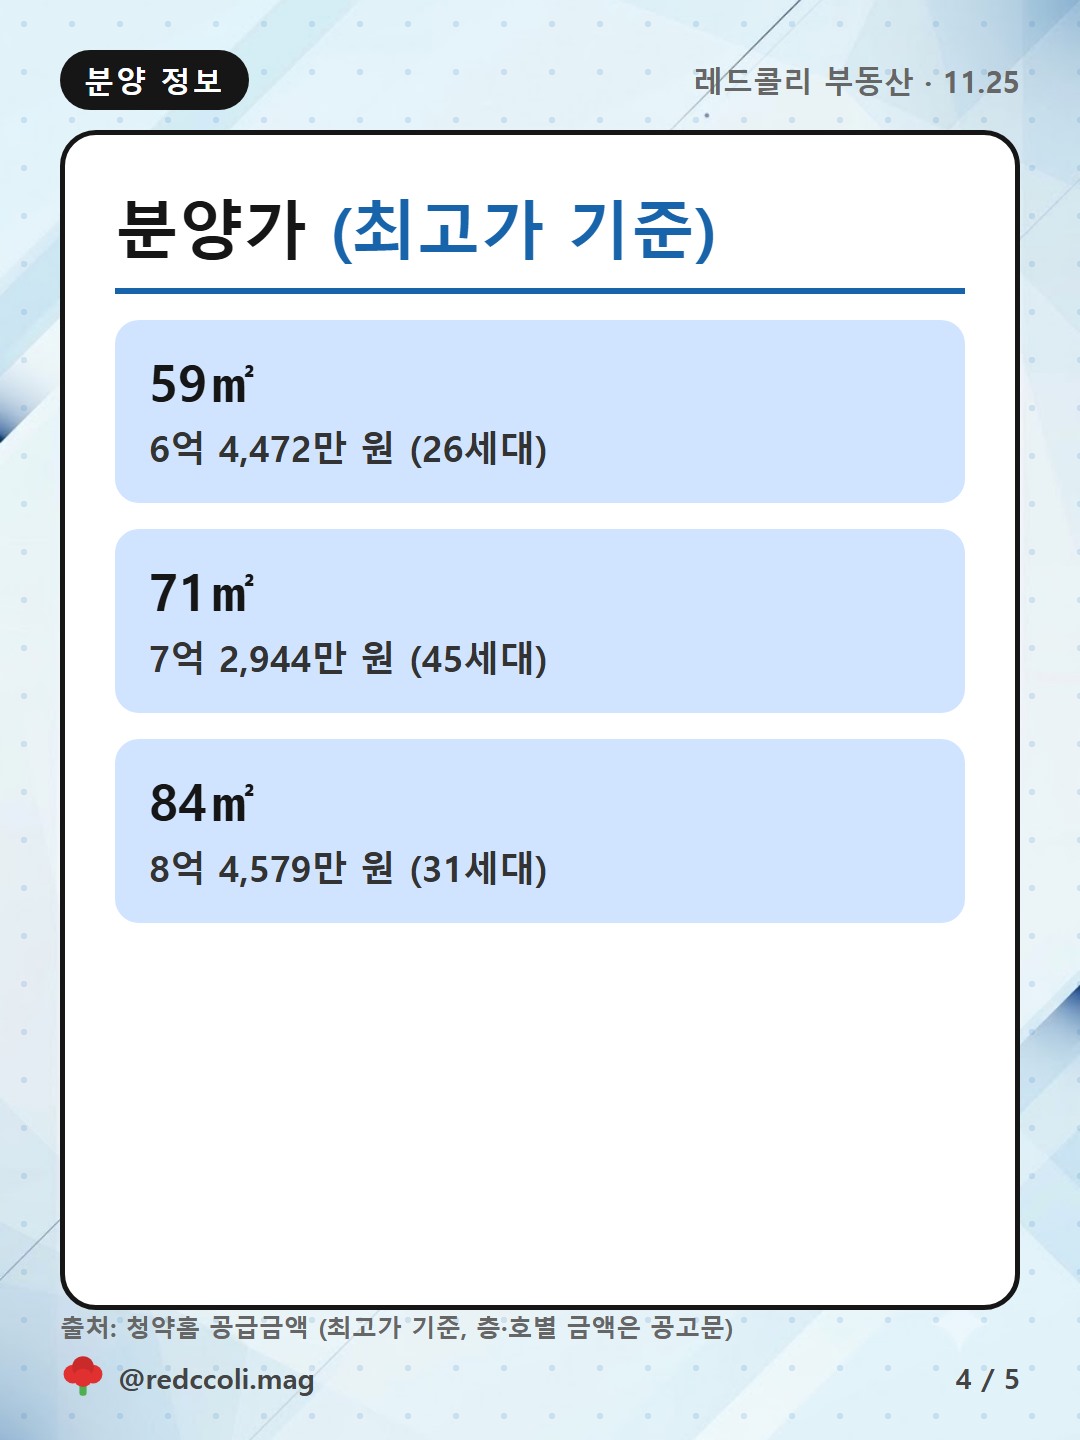 분양 정보
레드콜리 부동산 · 11.25
분양가 (최고가 기준)
59㎡
6억 4,472만 원 (26세대)
71㎡
7억 2,944만 원 (45세대)
84㎡
8억 4,579만 원 (31세대)
출처: 청약홈 공급금액 (최고가 기준, 층·호별 금액은 공고문)
@redccoli.mag
4 / 5